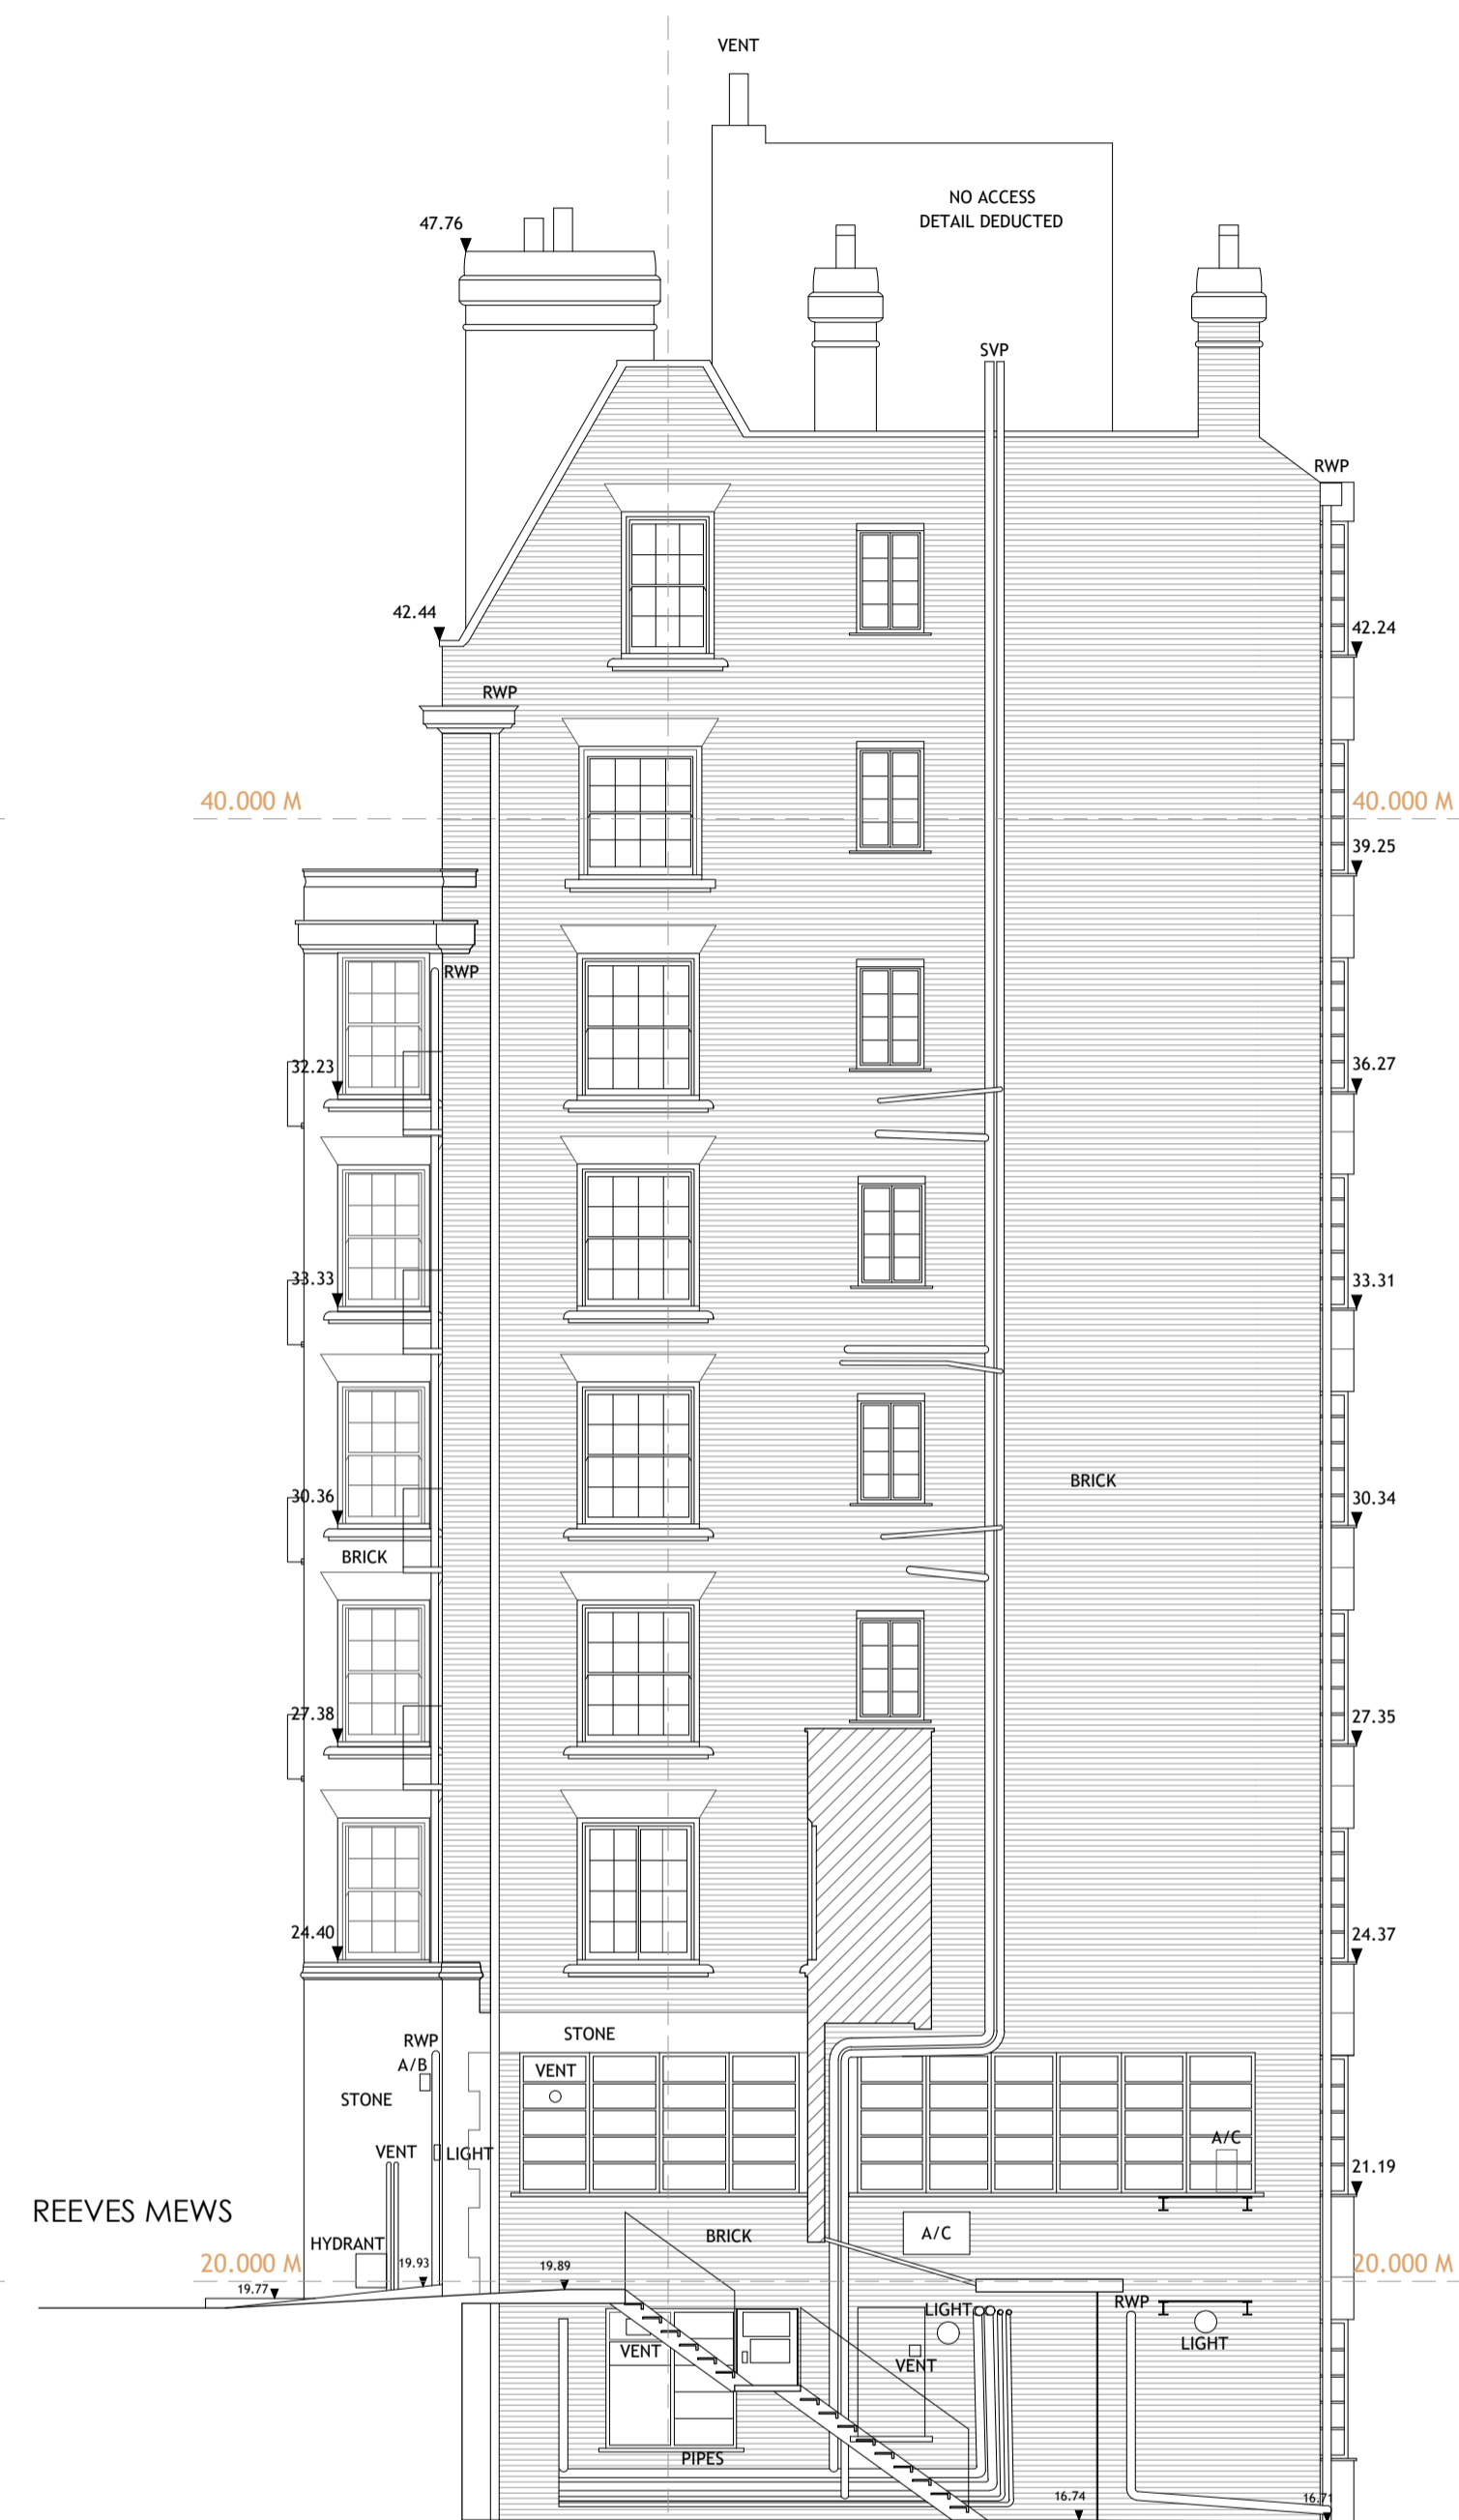 VENT
NO ACCESS
DETAIL DEDUCTED
47.76
SVP
RWP
42.44
42.24
RWP
40.000 M
40.000 M
39.25
RWP
32.23
36.27
33.33
33.31
BRICK
30.36
30.34
BRICK
27.38
27.35
24.40
24.37
STONE
RWP
A/B
VENT
STONE
VENT
LIGHT
A/C
21.19
REEVES MEWS
BRICK
A/C
HYDRANT
20.000 M
19.93
19.89
20.000 M
19.77
RWP
LIGHT
VENT
VENT
LIGHT
PIPES
16.74
16.71